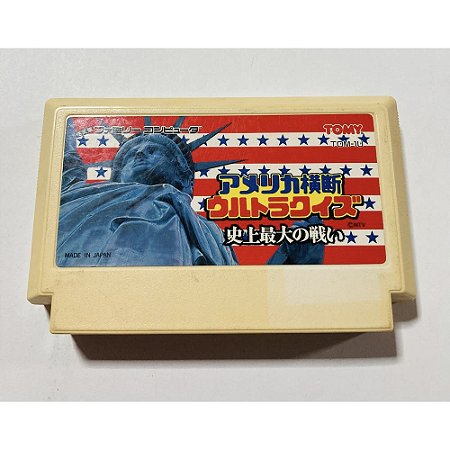 ファミリー コンピュータ
TOMY
アメリカ横断
ウルトラクイズ
©NTV
史上最大の戦い
MADE IN JAPAN